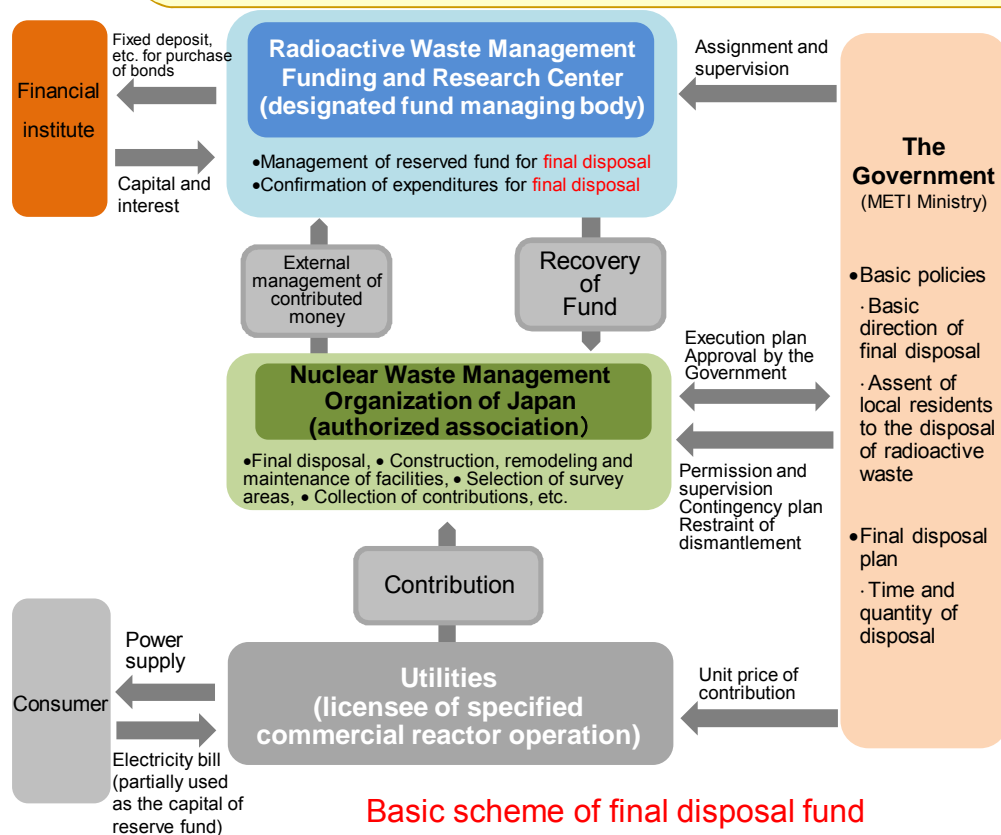 Fixed deposit,
etc. for purchase
of bonds
Financial
institute
Capital and
interest
Radioactive Waste Management
Funding and Research Center
(designated fund managing body)
•Management of reserved fund for final disposal
•Confirmation of expenditures for final disposal
Assignment and
supervision
The
Government
(METI Ministry)
•Basic policies
· Basic
direction of
final disposal
· Assent of
local residents
to the disposal
of radioactive
waste
•Final disposal
plan
· Time and
quantity of
disposal
External
management of
contributed
money
Recovery
of
Fund
Execution plan
Approval by the
Government
Nuclear Waste Management
Organization of Japan
(authorized association）
•Final disposal, • Construction, remodeling and
maintenance of facilities, • Selection of survey
areas, • Collection of contributions, etc.
Permission and
supervision
Contingency plan
Restraint of
dismantlement
Contribution
Power
supply
Consumer
Electricity bill
(partially used
as the capital of
reserve fund)
Utilities
(licensee of specified
commercial reactor operation)
Unit price of
contribution
Basic scheme of final disposal fund